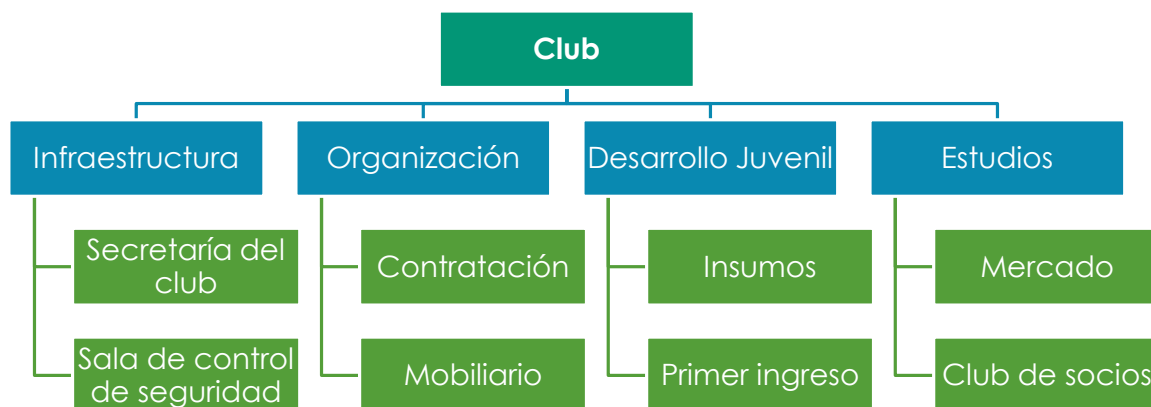 Club
Infraestructura
Organización
Desarrollo Juvenil
Estudios
Secretaría del
club
Contratación
Insumos
Mercado
Sala de control
de seguridad
Mobiliario
Primer ingreso
Club de socios